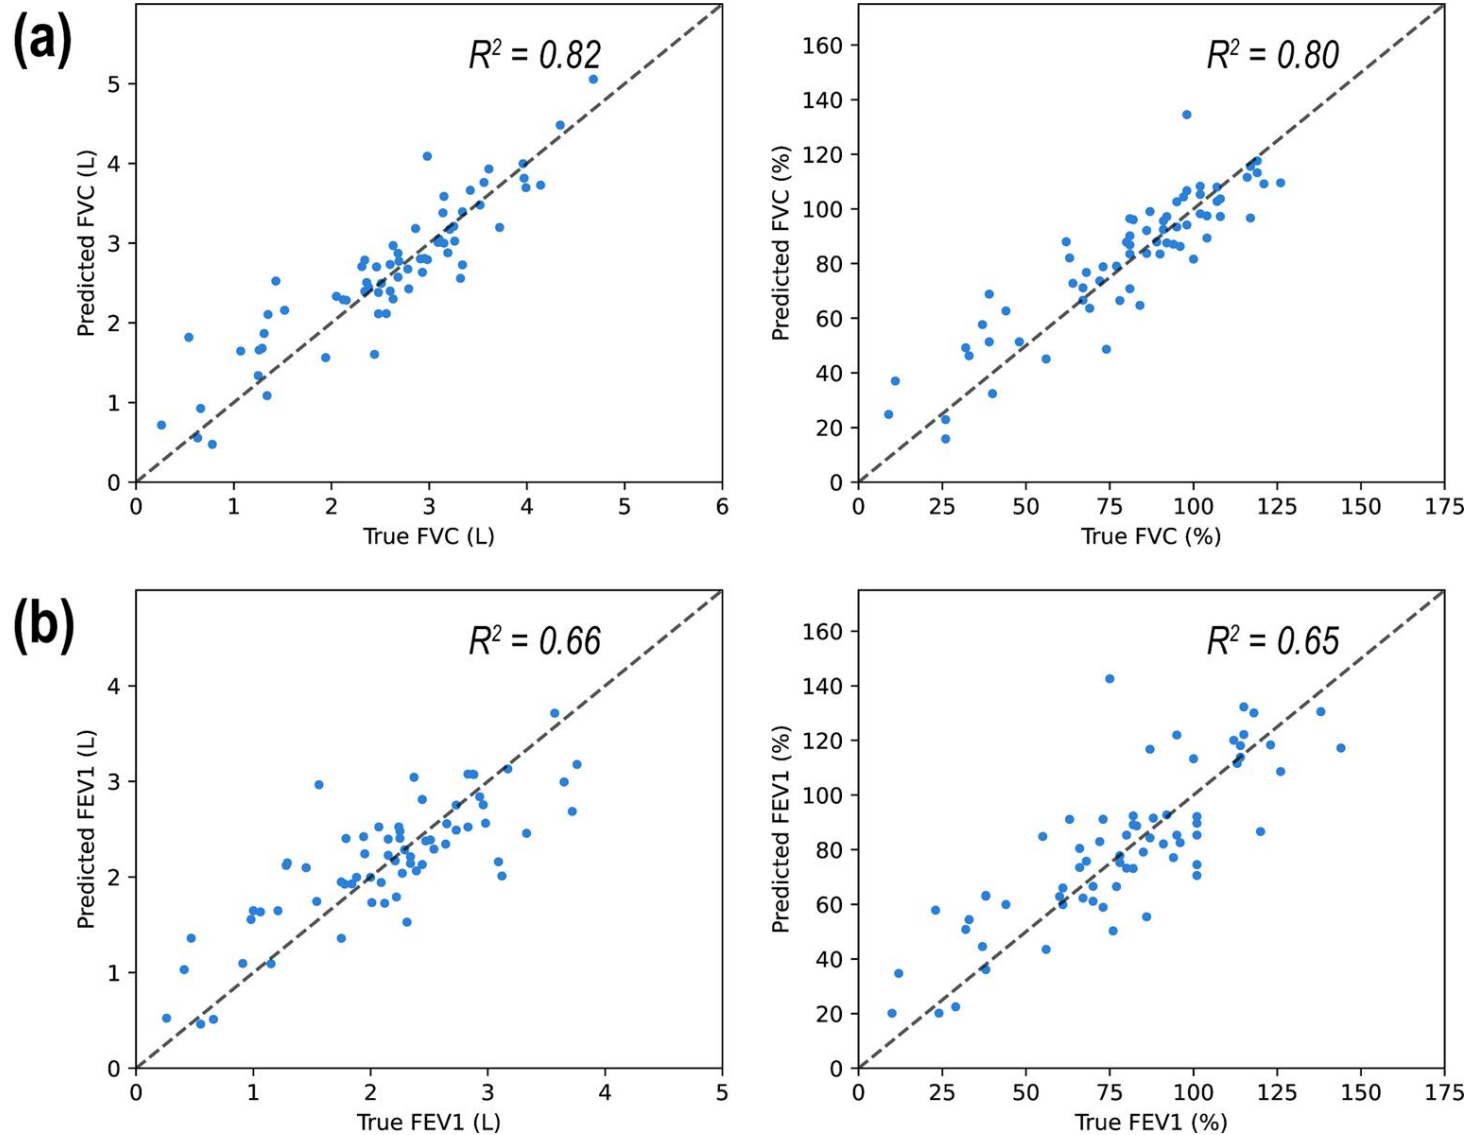 (a)
R² = 0.82
Predicted FVC (L)
5
4
3
2
1
0
0 1 2 3 4 5 6
True FVC (L)
R² = 0.80
Predicted FVC (%)
160
140
120
100
80
60
40
20
0
0 25 50 75 100 125 150 175
True FVC (%)
(b)
R² = 0.66
Predicted FEV1 (L)
4
3
2
1
0
0 1 2 3 4 5
True FEV1 (L)
R² = 0.65
Predicted FEV1 (%)
160
140
120
100
80
60
40
20
0
0 25 50 75 100 125 150 175
True FEV1 (%)